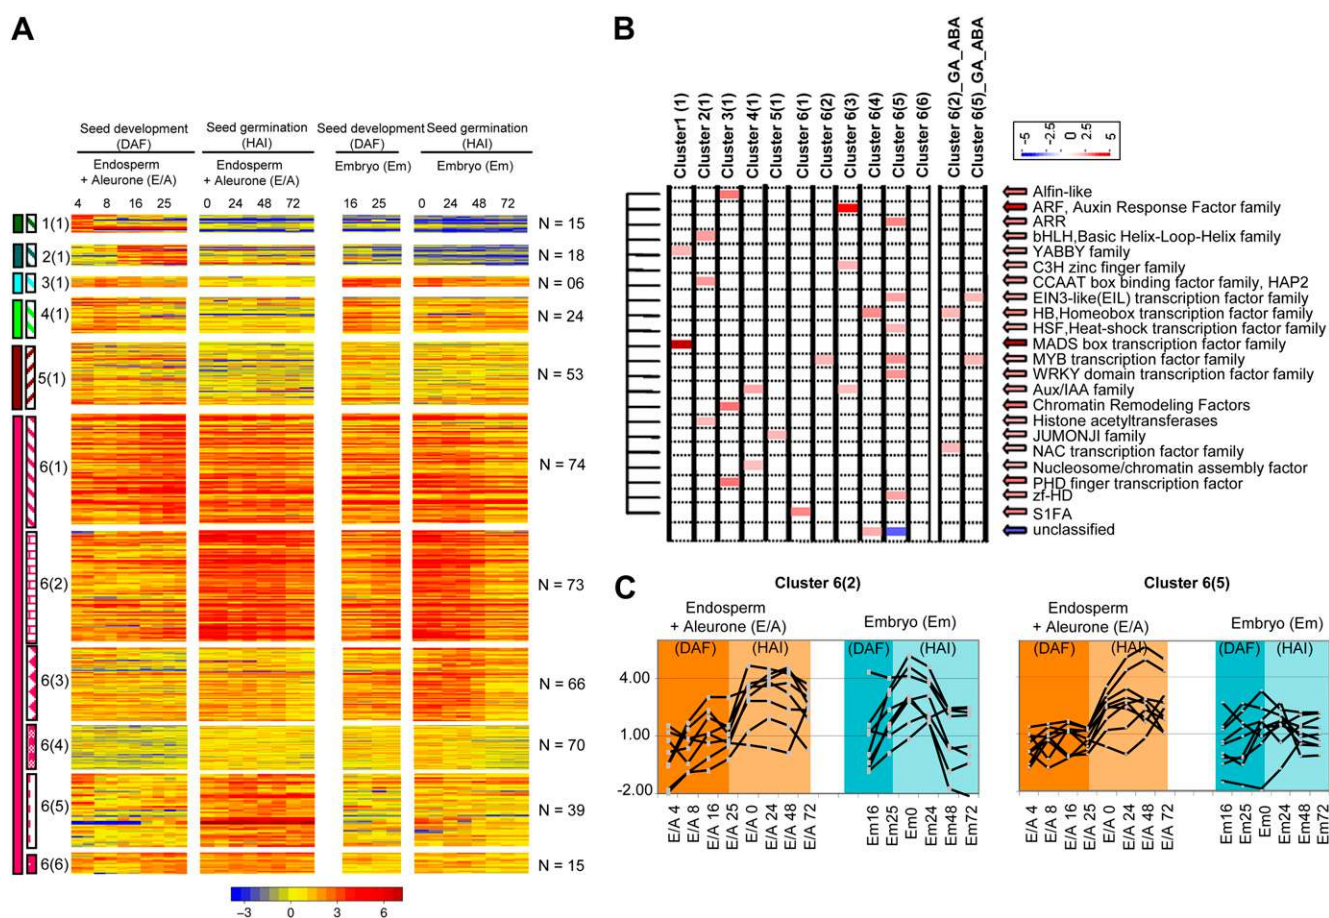 A
Seed development
(DAF)
Seed germination
(HAI)
Seed development
(DAF)
Seed germination
(HAI)
Endosperm
+ Aleurone (E/A)
Endosperm
+ Aleurone (E/A)
Embryo (Em)
Embryo (Em)
4 8 16 25
0 24 48 72
16 25
0 24 48 72
1(1) N = 15
2(1) N = 18
3(1) N = 06
4(1) N = 24
5(1) N = 53
6(1) N = 74
6(2) N = 73
6(3) N = 66
6(4) N = 70
6(5) N = 39
6(6) N = 15
−3 0 3 6
B
Cluster1 (1)
Cluster 2(1)
Cluster 3(1)
Cluster 4(1)
Cluster 5(1)
Cluster 6(1)
Cluster 6(2)
Cluster 6(3)
Cluster 6(4)
Cluster 6(5)
Cluster 6(6)
Cluster 6(2)_GA_ABA
Cluster 6(5)_GA_ABA
-5 -2.5 0 2.5 5
Alfin-like
ARF, Auxin Response Factor family
ARR
bHLH,Basic Helix-Loop-Helix family
YABBY family
C3H zinc finger family
CCAAT box binding factor family, HAP2
EIN3-like(EIL) transcription factor family
HB,Homeobox transcription factor family
HSF,Heat-shock transcription factor family
MADS box transcription factor family
MYB transcription factor family
WRKY domain transcription factor family
Aux/IAA family
Chromatin Remodeling Factors
Histone acetyltransferases
JUMONJI family
NAC transcription factor family
Nucleosome/chromatin assembly factor
PHD finger transcription factor
zf-HD
S1FA
unclassified
C
Cluster 6(2)
Endosperm
+ Aleurone (E/A)
Embryo (Em)
(DAF) (HAI) (DAF) (HAI)
4.00
1.00
-2.00
E/A 4
E/A 8
E/A 16
E/A 25
E/A 0
E/A 24
E/A 48
E/A 72
Em16
Em25
Em0
Em24
Em48
Em72
Cluster 6(5)
Endosperm
+ Aleurone (E/A)
Embryo (Em)
(DAF) (HAI) (DAF) (HAI)
E/A 4
E/A 8
E/A 16
E/A 25
E/A 0
E/A 24
E/A 48
E/A 72
Em16
Em25
Em0
Em24
Em48
Em72